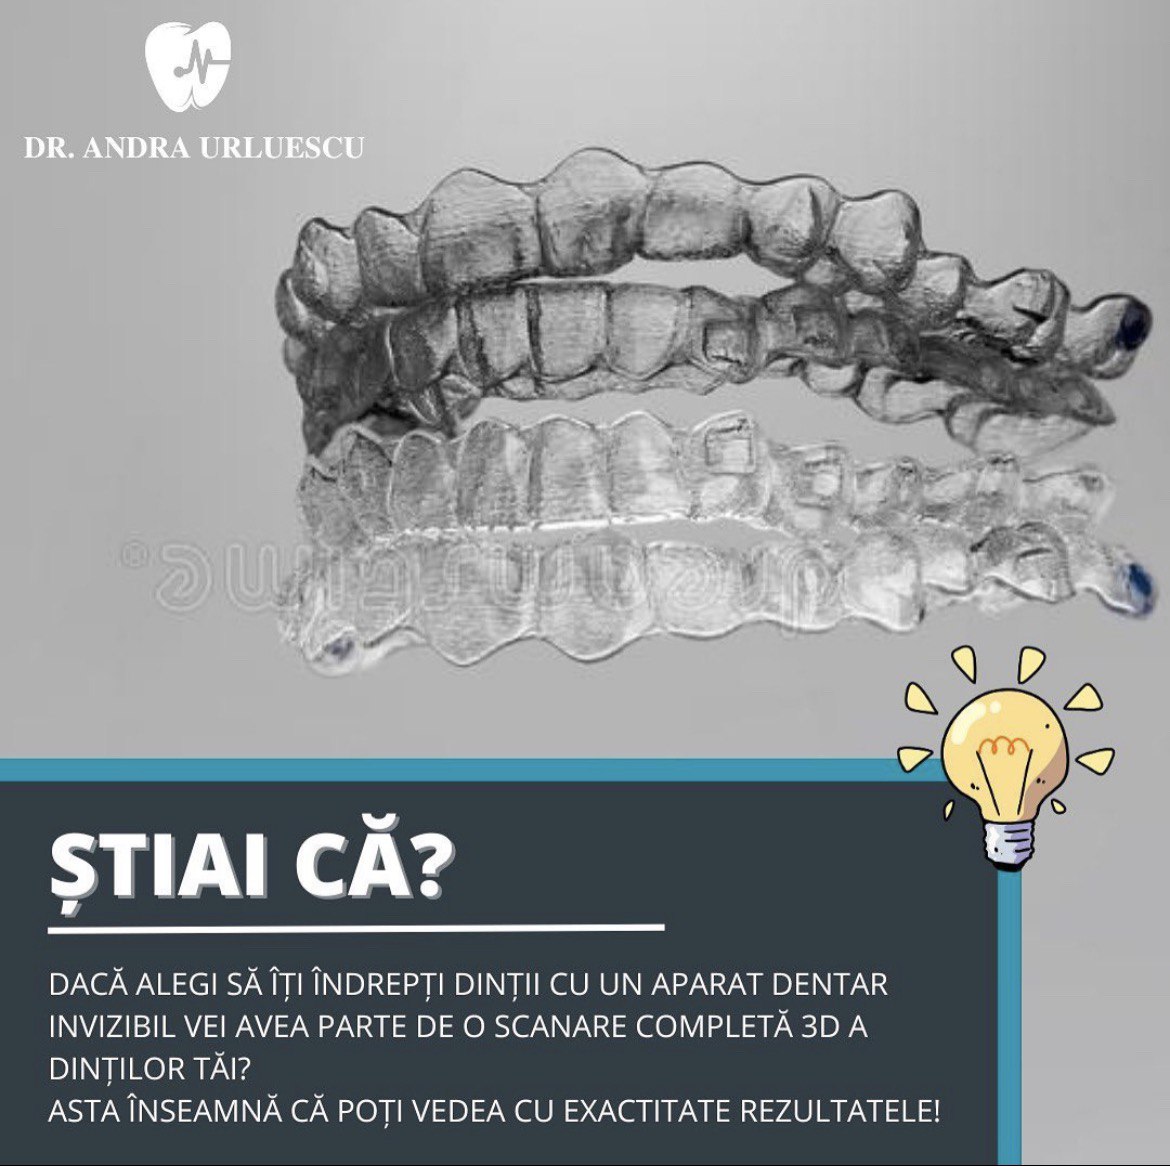 DR. ANDRA URLUESCU
dreamstime.
ȘTIAI CĂ?
DACĂ ALEGI SĂ ÎȚI ÎNDREPȚI DINȚII CU UN APARAT DENTAR
INVIZIBIL VEI AVEA PARTE DE O SCANARE COMPLETĂ 3D A
DINȚILOR TĂI?
ASTA ÎNSEAMNĂ CĂ POȚI VEDEA CU EXACTITATE REZULTATELE!